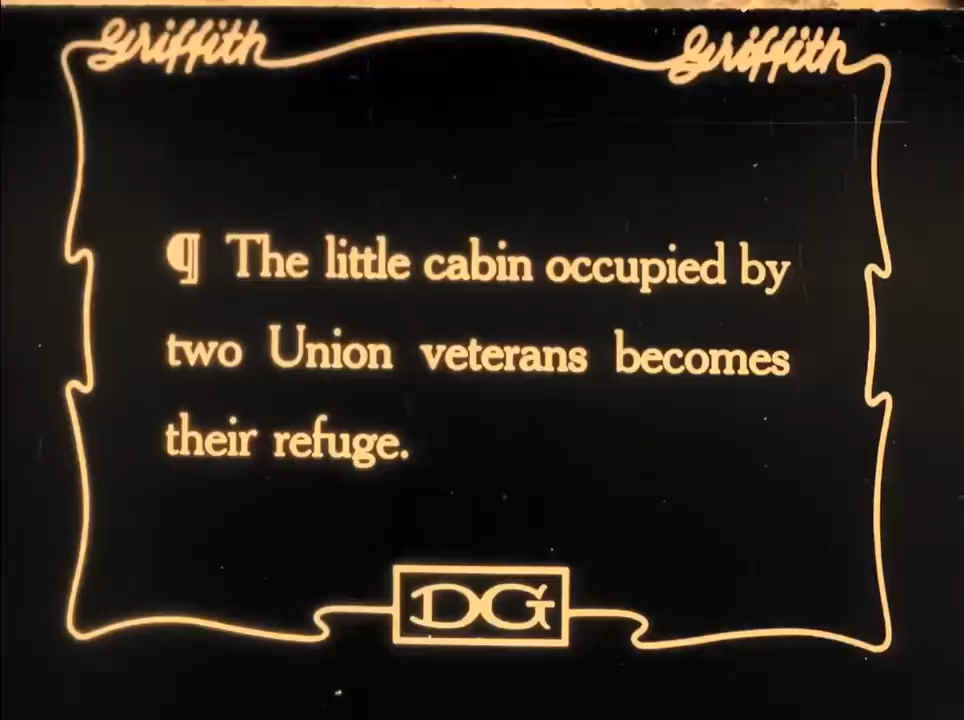 Griffith Griffith
¶ The little cabin occupied by
two Union veterans becomes
their refuge.
DG